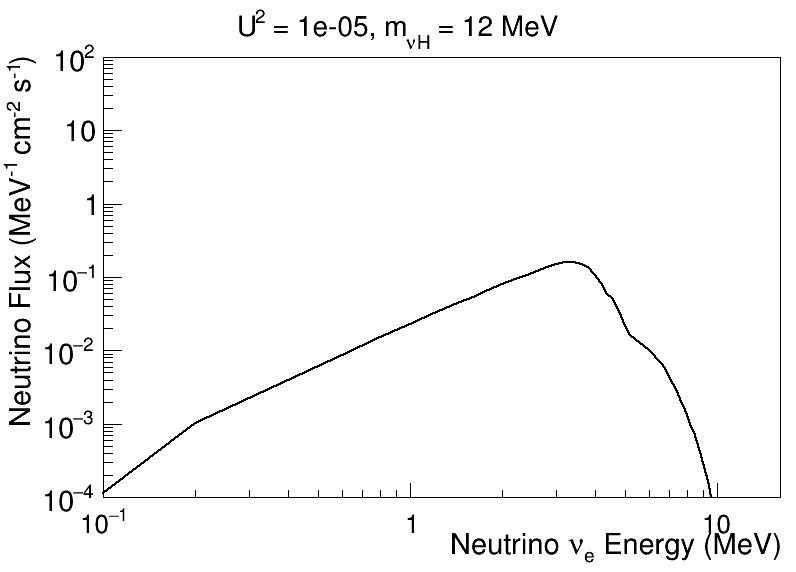 U² = 1e-05, m_νH = 12 MeV
Neutrino Flux (MeV⁻¹ cm⁻² s⁻¹)
10²
10
1
10⁻¹
10⁻²
10⁻³
10⁻⁴
10⁻¹ 1 10
Neutrino ν_e Energy (MeV)